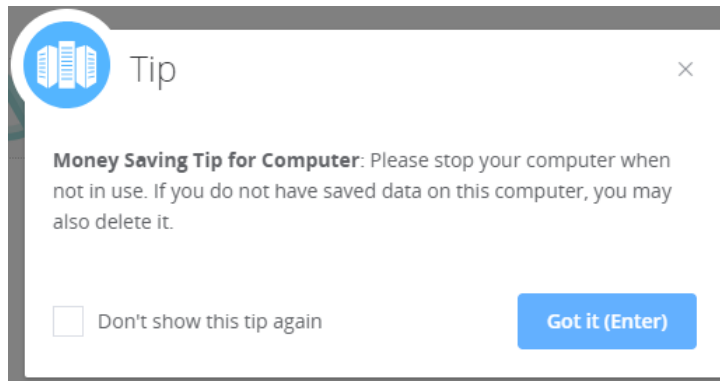 Tip
Money Saving Tip for Computer: Please stop your computer when
not in use. If you do not have saved data on this computer, you may
also delete it.
Don't show this tip again
Got it (Enter)